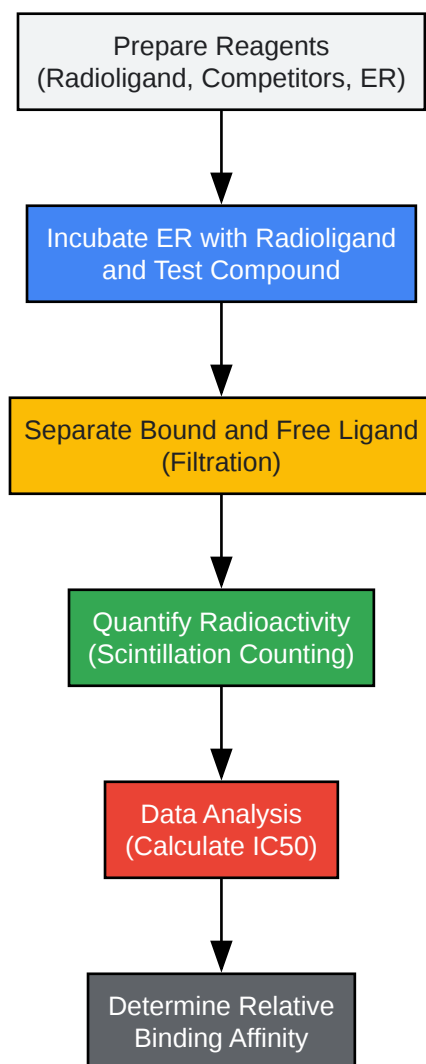 Prepare Reagents
(Radioligand, Competitors, ER)
Incubate ER with Radioligand
and Test Compound
Separate Bound and Free Ligand
(Filtration)
Quantify Radioactivity
(Scintillation Counting)
Data Analysis
(Calculate IC50)
Determine Relative
Binding Affinity